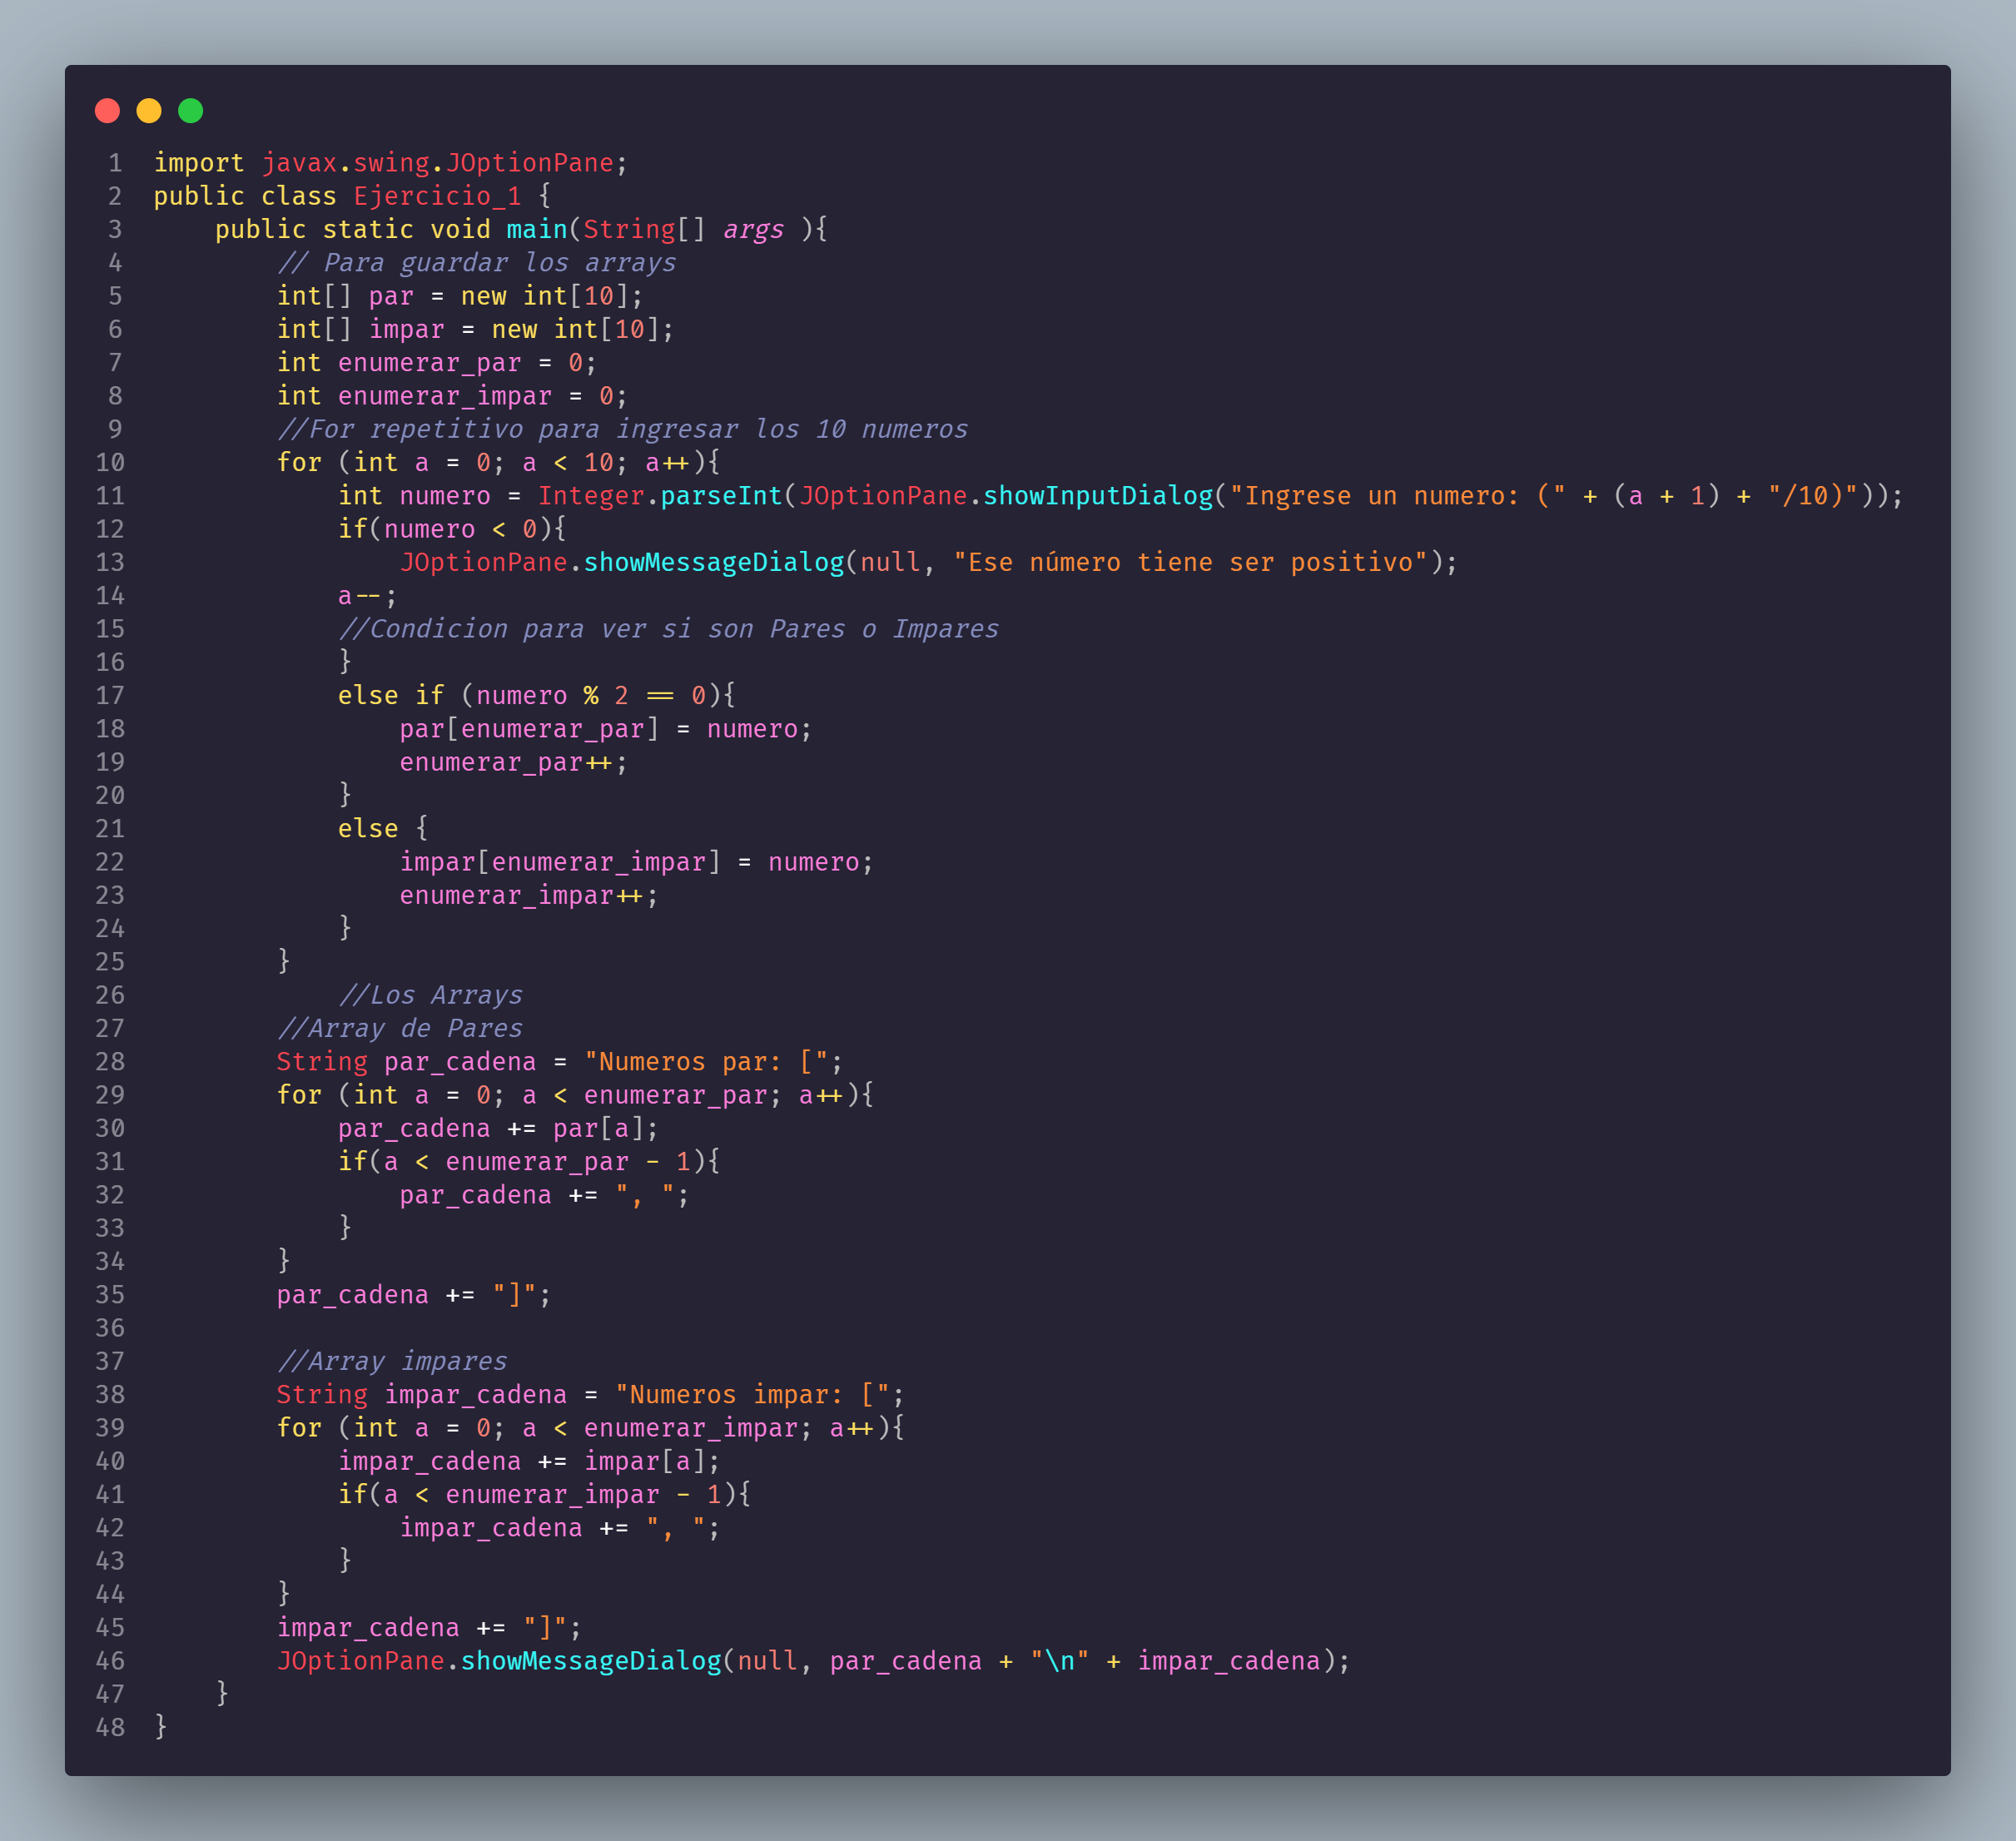 1 import javax.swing.JOptionPane;
2 public class Ejercicio_1 {
3     public static void main(String[] args ){
4         // Para guardar los arrays
5         int[] par = new int[10];
6         int[] impar = new int[10];
7         int enumerar_par = 0;
8         int enumerar_impar = 0;
9         //For repetitivo para ingresar los 10 numeros
10         for (int a = 0; a < 10; a++){
11             int numero = Integer.parseInt(JOptionPane.showInputDialog("Ingrese un numero: (" + (a + 1) + "/10)"));
12             if(numero < 0){
13                 JOptionPane.showMessageDialog(null, "Ese número tiene ser positivo");
14             a--;
15             //Condicion para ver si son Pares o Impares
16             }
17             else if (numero % 2 == 0){
18                 par[enumerar_par] = numero;
19                 enumerar_par++;
20             }
21             else {
22                 impar[enumerar_impar] = numero;
23                 enumerar_impar++;
24             }
25         }
26             //Los Arrays
27         //Array de Pares
28         String par_cadena = "Numeros par: [";
29         for (int a = 0; a < enumerar_par; a++){
30             par_cadena += par[a];
31             if(a < enumerar_par - 1){
32                 par_cadena += ", ";
33             }
34         }
35         par_cadena += "]";
36
37         //Array impares
38         String impar_cadena = "Numeros impar: [";
39         for (int a = 0; a < enumerar_impar; a++){
40             impar_cadena += impar[a];
41             if(a < enumerar_impar - 1){
42                 impar_cadena += ", ";
43             }
44         }
45         impar_cadena += "]";
46         JOptionPane.showMessageDialog(null, par_cadena + "\n" + impar_cadena);
47     }
48 }